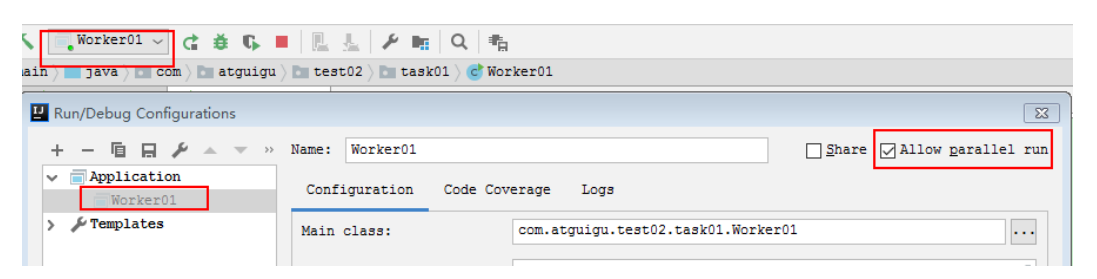 Worker01
main java com atguigu test02 task01 Worker01
Run/Debug Configurations
Name: Worker01 Share Allow parallel run
Application
Worker01
Templates
Configuration Code Coverage Logs
Main class: com.atguigu.test02.task01.Worker01 ...